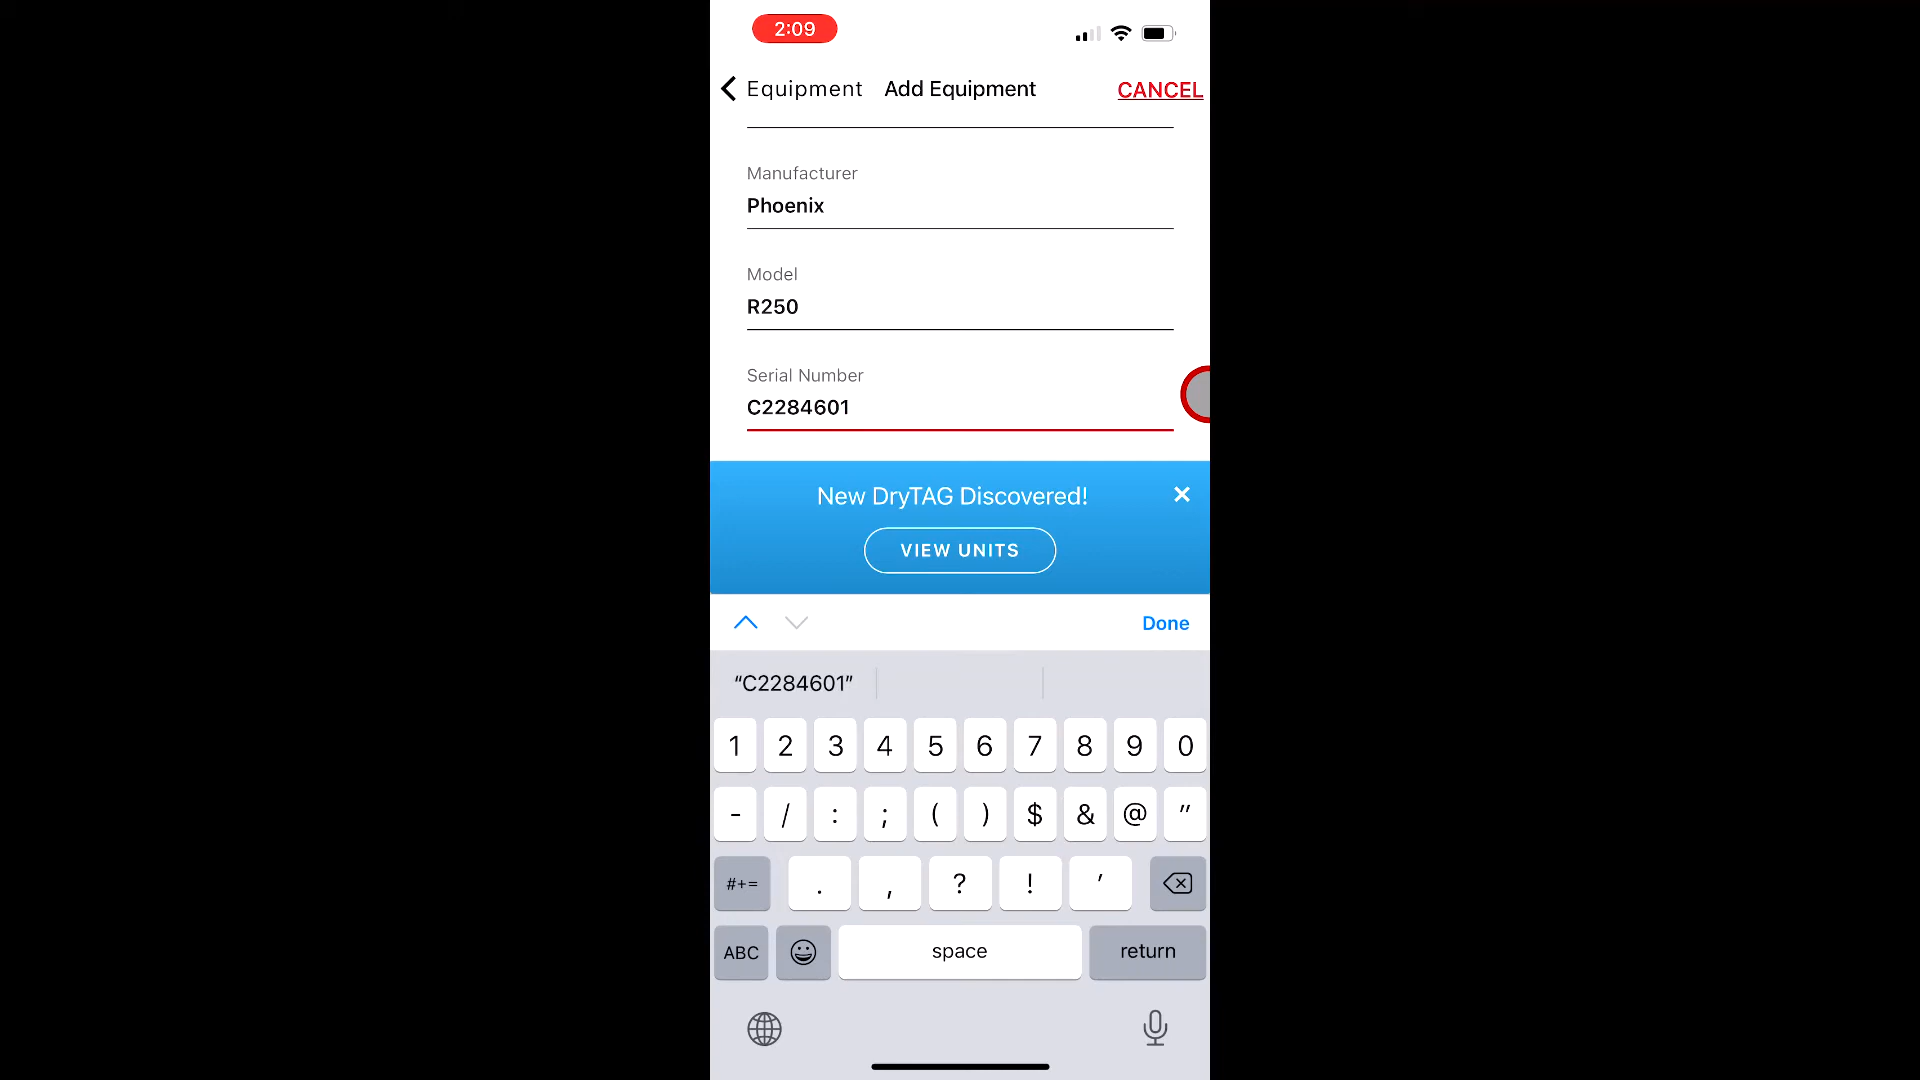 2:09
Equipment Add Equipment CANCEL
Manufacturer
Phoenix
Model
R250
Serial Number
C2284601
New DryTAG Discovered!
VIEW UNITS
Done
“C2284601”
1 2 3 4 5 6 7 8 9 0
- / : ; ( ) $ & @ "
#+= . , ? ! '
ABC space return